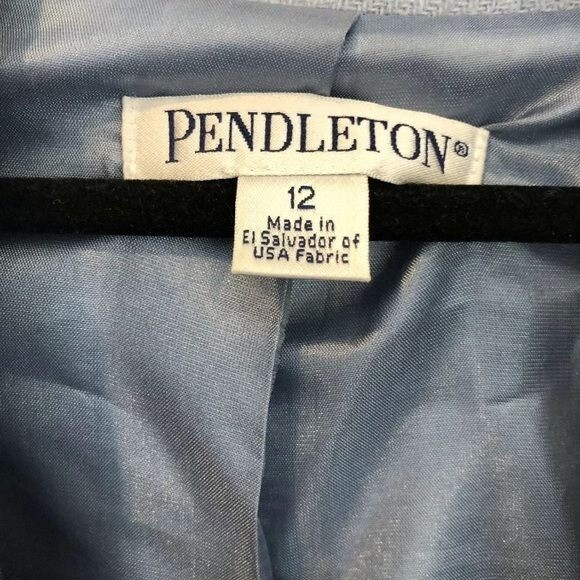 PENDLETON®
12
Made in
El Salvador of
USA Fabric